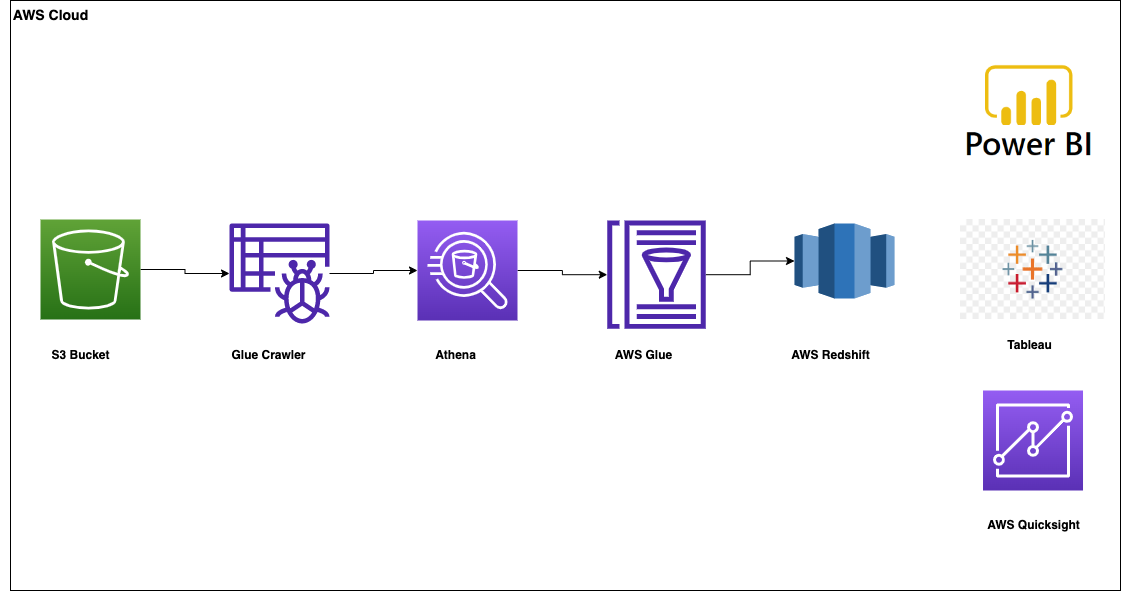 AWS Cloud
Power BI
S3 Bucket
Glue Crawler
Athena
AWS Glue
AWS Redshift
Tableau
AWS Quicksight